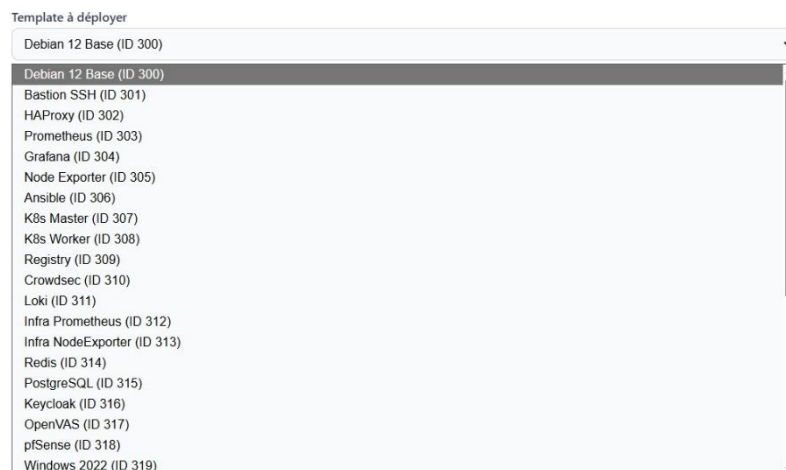 Template à déployer
Debian 12 Base (ID 300)
Debian 12 Base (ID 300)
Bastion SSH (ID 301)
HAProxy (ID 302)
Prometheus (ID 303)
Grafana (ID 304)
Node Exporter (ID 305)
Ansible (ID 306)
K8s Master (ID 307)
K8s Worker (ID 308)
Registry (ID 309)
Crowdsec (ID 310)
Loki (ID 311)
Infra Prometheus (ID 312)
Infra NodeExporter (ID 313)
Redis (ID 314)
PostgreSQL (ID 315)
Keycloak (ID 316)
OpenVAS (ID 317)
pfSense (ID 318)
Windows 2022 (ID 319)